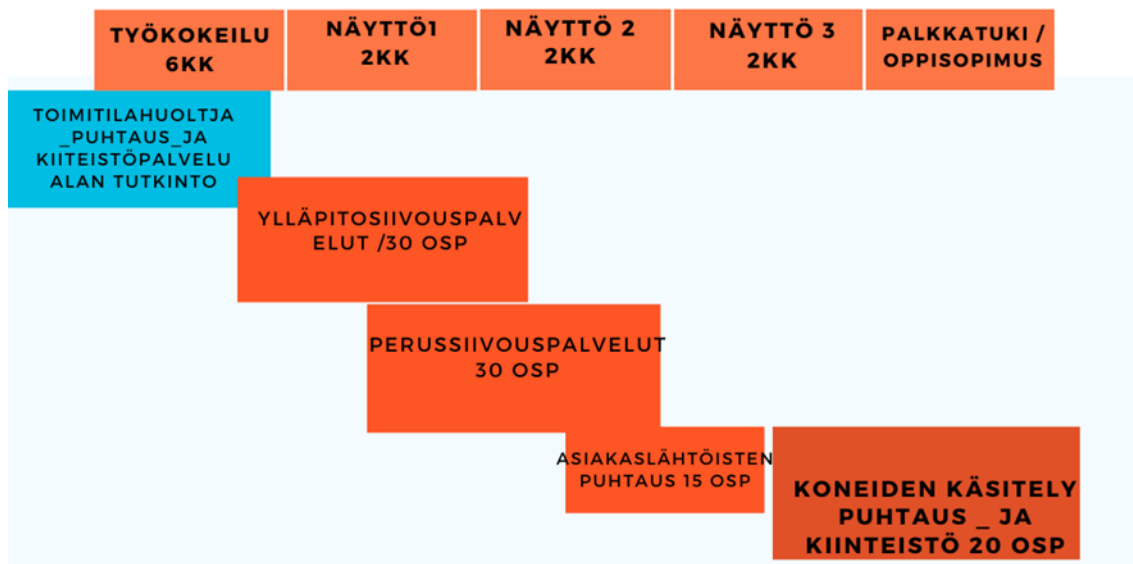 TYÖKOKEILU
6KK
NÄYTTÖ1
2KK
NÄYTTÖ 2
2KK
NÄYTTÖ 3
2KK
PALKKATUKI /
OPPISOPIMUS
TOIMITILAHUOLTJA
_PUHTAUS_JA
KIITEISTÖPALVELU
ALAN TUTKINTO
YLLÄPITOSIIVOUSPALV
ELUT /30 OSP
PERUSSIIVOUSPALVELUT
30 OSP
ASIAKASLÄHTÖISTEN
PUHTAUS 15 OSP
KONEIDEN KÄSITELY
PUHTAUS _ JA
KIINTEISTÖ 20 OSP